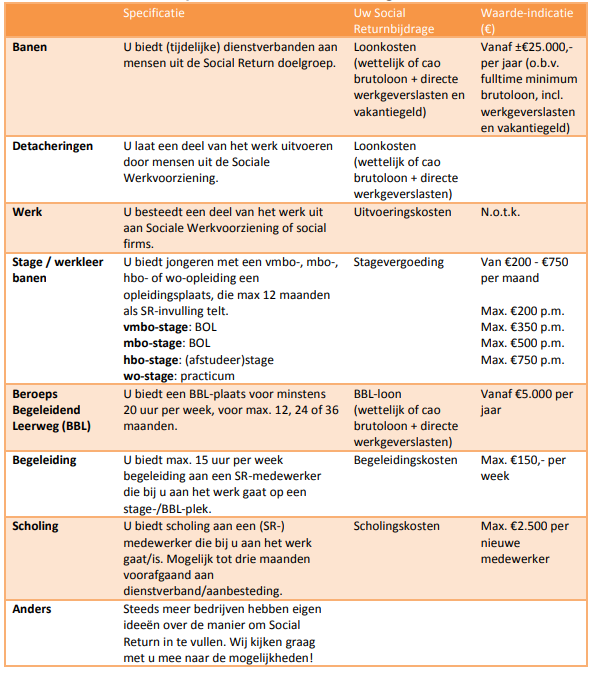 Specificatie Uw Social Returnbijdrage Waarde-indicatie (€)
Banen
U biedt (tijdelijke) dienstverbanden aan
mensen uit de Social Return doelgroep.
Loonkosten
(wettelijk of cao
brutoloon + directe
werkgeverslasten en
vakantiegeld)
Vanaf ±€25.000,-
per jaar (o.b.v.
fulltime minimum
brutoloon, incl.
werkgeverslasten
en vakantiegeld)
Detacheringen
U laat een deel van het werk uitvoeren
door mensen uit de Sociale
Werkvoorziening.
Loonkosten
(wettelijk of cao
brutoloon + directe
werkgeverslasten)
Werk
U besteedt een deel van het werk uit
aan Sociale Werkvoorziening of social
firms.
Uitvoeringskosten
N.o.t.k.
Stage / werkleer
banen
U biedt jongeren met een vmbo-, mbo-,
hbo- of wo-opleiding een
opleidingsplaats, die max 12 maanden
als SR-invulling telt.
vmbo-stage: BOL
mbo-stage: BOL
hbo-stage: (afstudeer)stage
wo-stage: practicum
Stagevergoeding
Van €200 - €750
per maand
Max. €200 p.m.
Max. €350 p.m.
Max. €500 p.m.
Max. €750 p.m.
Beroeps
Begeleidend
Leerweg (BBL)
U biedt een BBL-plaats voor minstens
20 uur per week, voor max. 12, 24 of 36
maanden.
BBL-loon
(wettelijk of cao
brutoloon + directe
werkgeverslasten)
Vanaf €5.000 per
jaar
Begeleiding
U biedt max. 15 uur per week
begeleiding aan een SR-medewerker
die bij u aan het werk gaat op een
stage-/BBL-plek.
Begeleidingskosten
Max. €150,- per
week
Scholing
U biedt scholing aan een (SR-)
medewerker die bij u aan het werk
gaat/is. Mogelijk tot drie maanden
voorafgaand aan
dienstverband/aanbesteding.
Scholingskosten
Max. €2.500 per
nieuwe
medewerker
Anders
Steeds meer bedrijven hebben eigen
ideeën over de manier om Social
Return in te vullen. Wij kijken graag
met u mee naar de mogelijkheden!